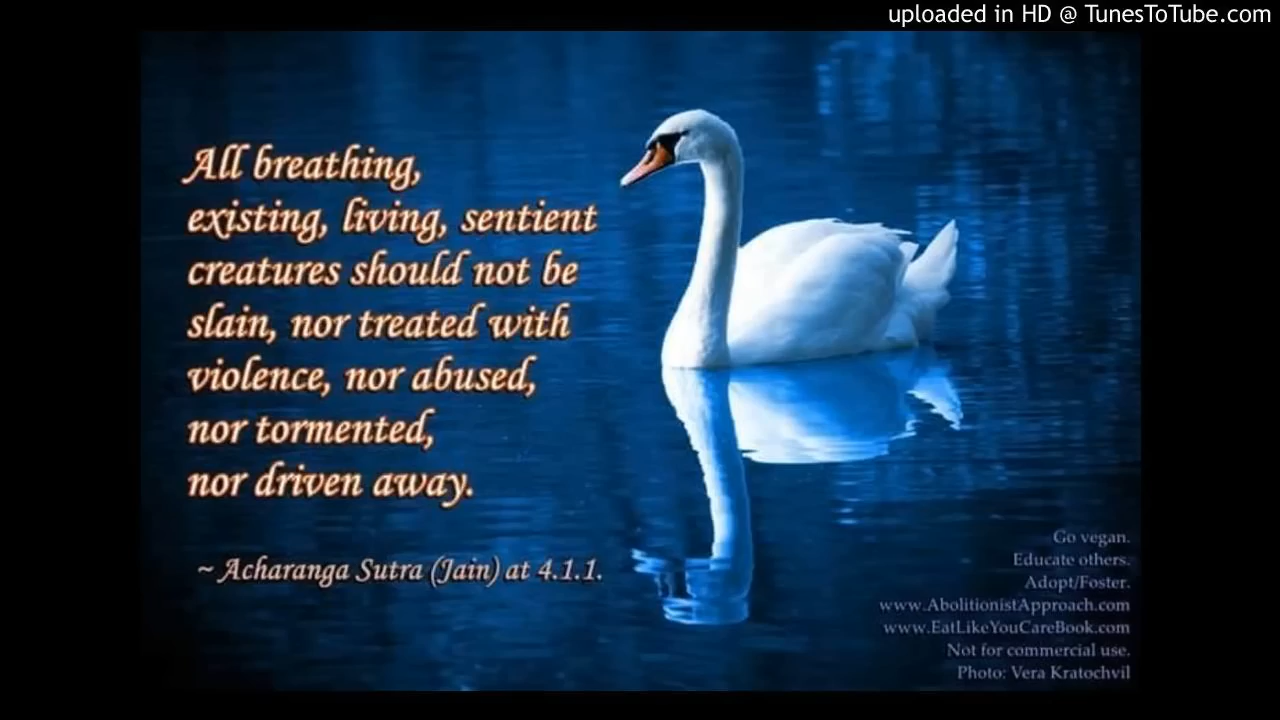 uploaded in HD @ TunesToTube.com
All breathing,
existing, living, sentient
creatures should not be
slain, nor treated with
violence, nor abused,
nor tormented,
nor driven away.
~ Acharanga Sutra (Jain) at 4.1.1.
Go vegan.
Educate others.
Adopt/Foster.
www.AbolitionistApproach.com
www.EatLikeYouCareBook.com
Not for commercial use.
Photo: Vera Kratochvil